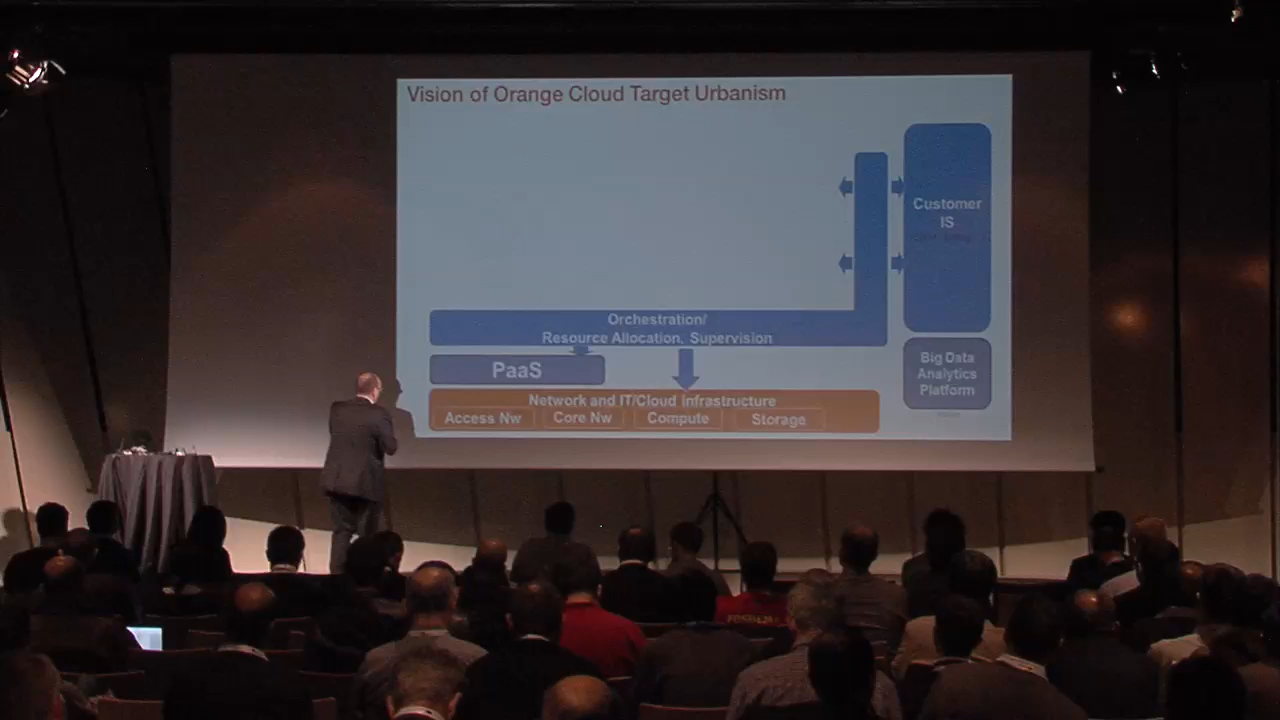 Vision of Orange Cloud Target Urbanism
Customer
IS
Orchestration/
Resource Allocation, Supervision
PaaS
Big Data
Analytics
Platform
Network and IT/Cloud Infrastructure
Access Nw
Core Nw
Compute
Storage